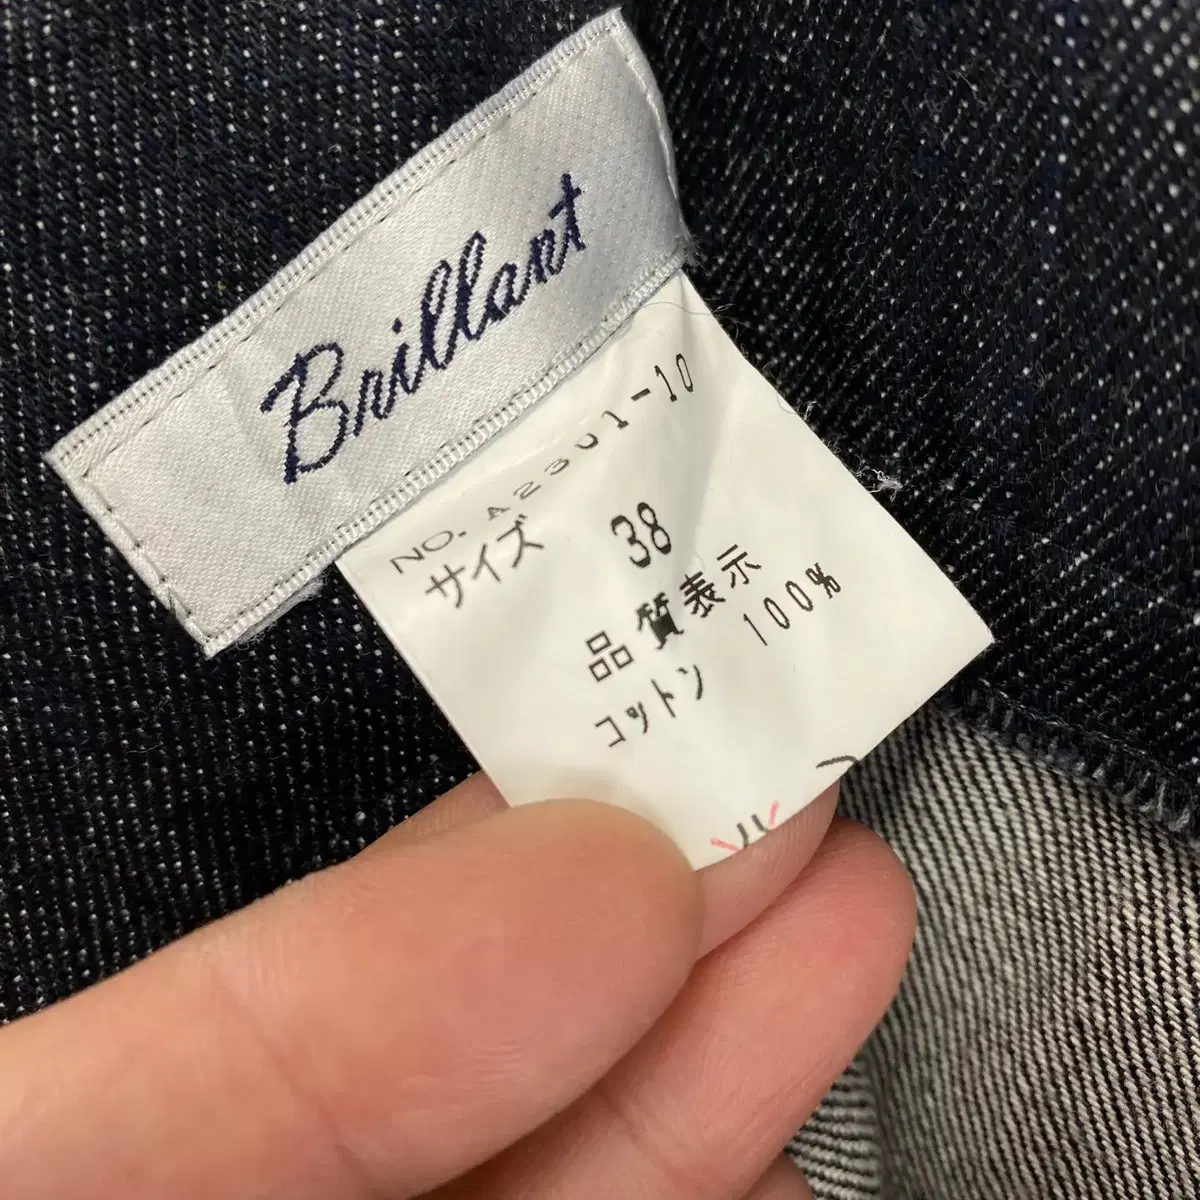 Brillant
NO. A2301-10
サイズ 38
品質表示
コットン 100%